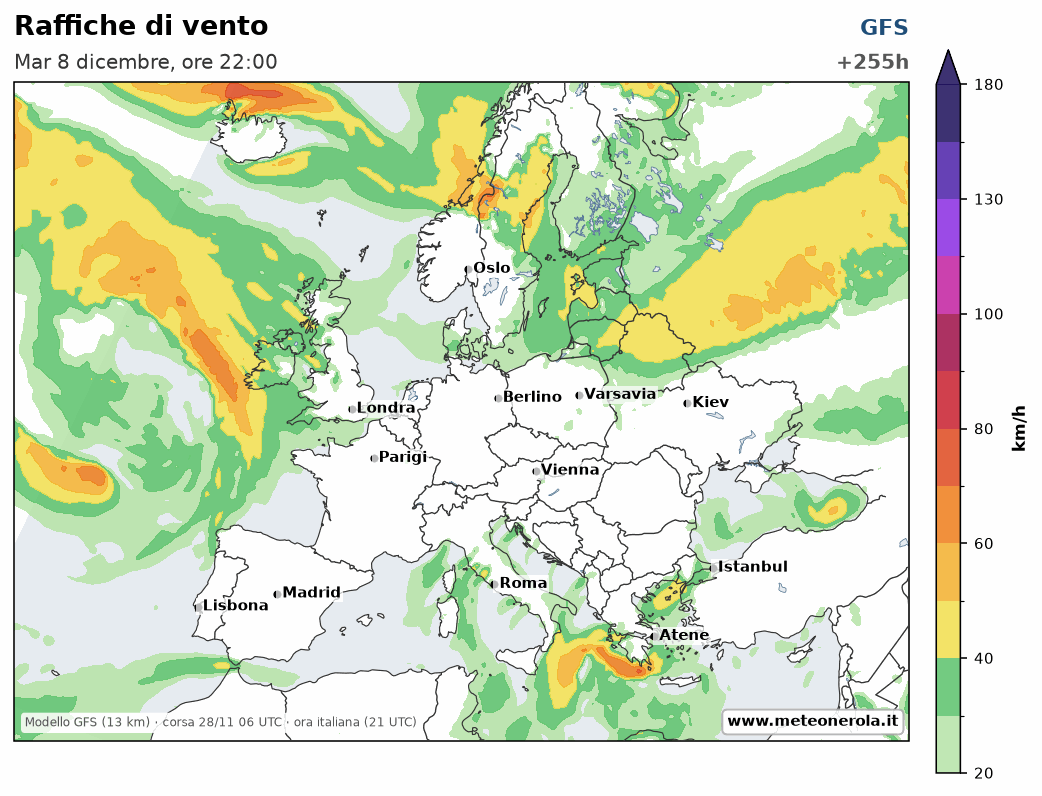 Raffiche di vento
GFS
Mar 8 dicembre, ore 22:00
+255h
180
130
100
80
60
40
20
km/h
Oslo
Berlino
Varsavia
Kiev
Londra
Parigi
Vienna
Istanbul
Roma
Madrid
Lisbona
Atene
Modello GFS (13 km) · corsa 28/11 06 UTC · ora italiana (21 UTC)
www.meteonerola.it